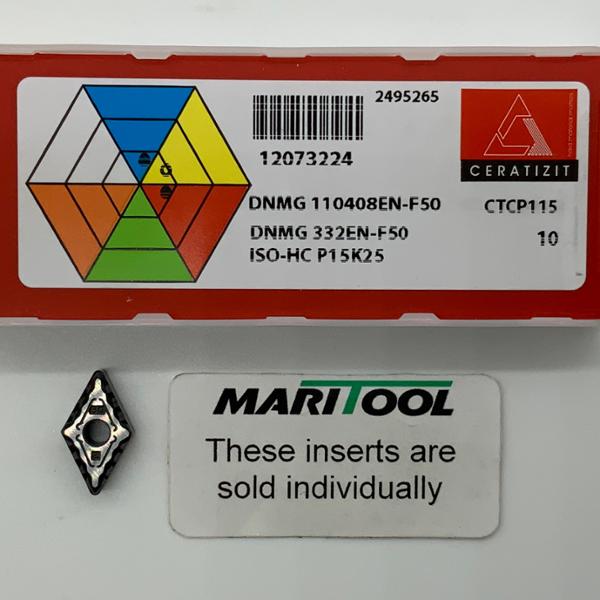 2495265
12073224
CERATIZIT
DNMG 110408EN-F50 CTCP115
DNMG 332EN-F50 10
ISO-HC P15K25
MARITOOL
These inserts are
sold individually